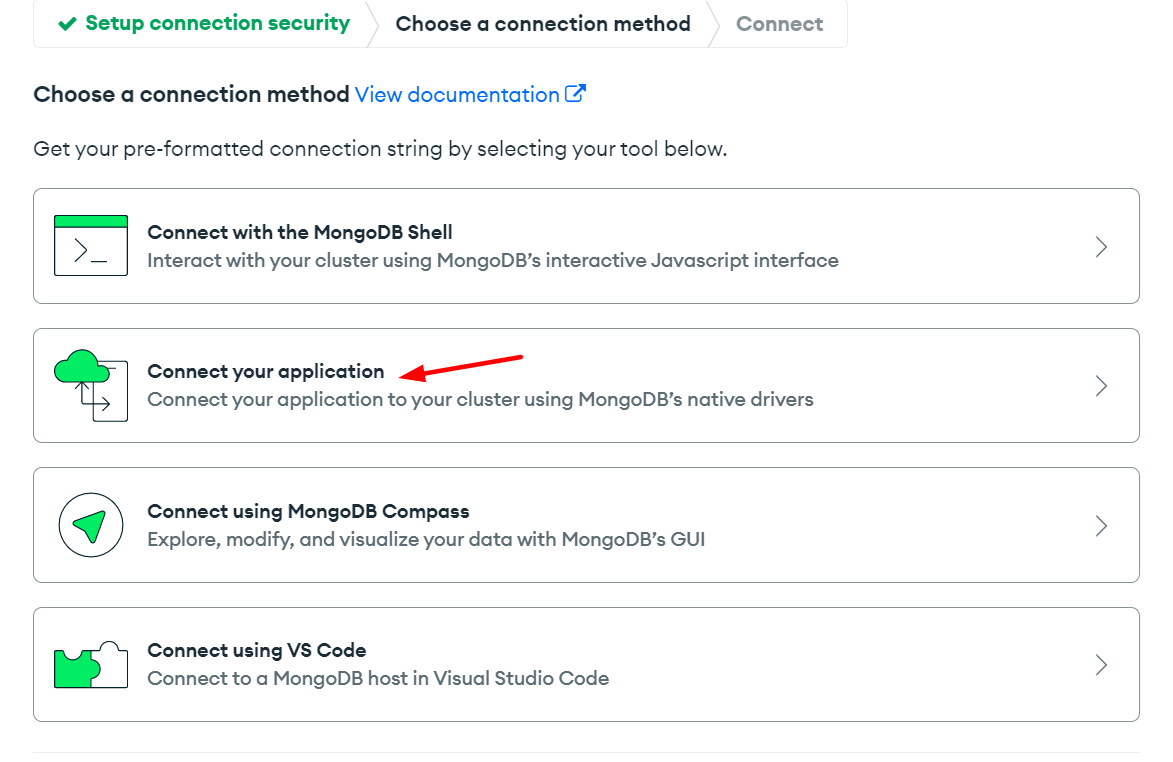 Setup connection security Choose a connection method Connect
Choose a connection method View documentation
Get your pre-formatted connection string by selecting your tool below.
Connect with the MongoDB Shell
Interact with your cluster using MongoDB’s interactive Javascript interface
Connect your application
Connect your application to your cluster using MongoDB’s native drivers
Connect using MongoDB Compass
Explore, modify, and visualize your data with MongoDB’s GUI
Connect using VS Code
Connect to a MongoDB host in Visual Studio Code